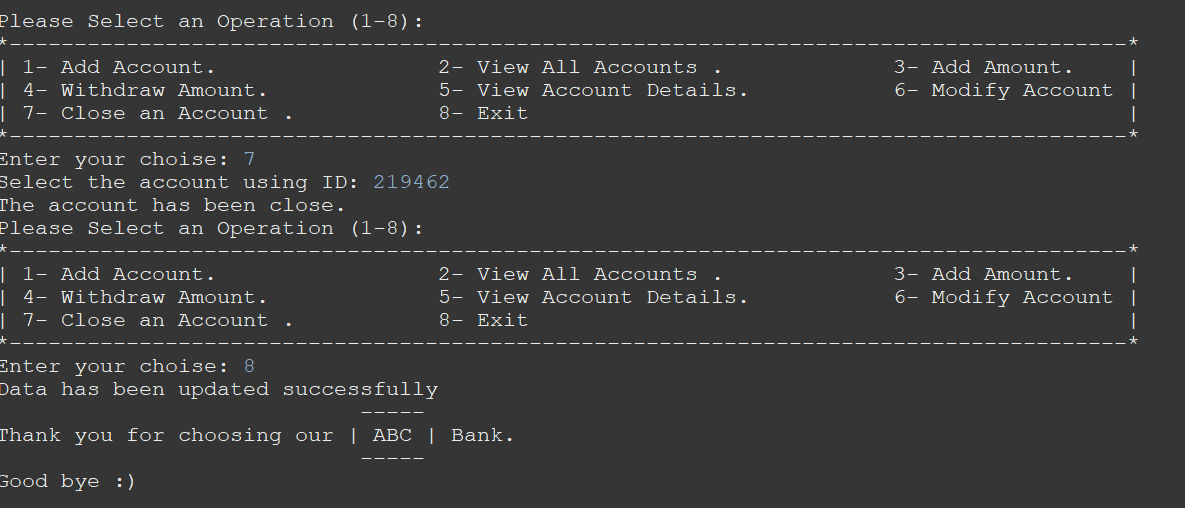 Please Select an Operation (1-8):
*--------------------------------------------------------------------------------------*
| 1- Add Account.                 2- View All Accounts .             3- Add Amount.    |
| 4- Withdraw Amount.             5- View Account Details.           6- Modify Account |
| 7- Close an Account .           8- Exit                                              |
*--------------------------------------------------------------------------------------*
Enter your choise: 7
Select the account using ID: 219462
The account has been close.
Please Select an Operation (1-8):
*--------------------------------------------------------------------------------------*
| 1- Add Account.                 2- View All Accounts .             3- Add Amount.    |
| 4- Withdraw Amount.             5- View Account Details.           6- Modify Account |
| 7- Close an Account .           8- Exit                                              |
*--------------------------------------------------------------------------------------*
Enter your choise: 8
Data has been updated successfully
                            -----
Thank you for choosing our | ABC | Bank.
                            -----
Good bye :)